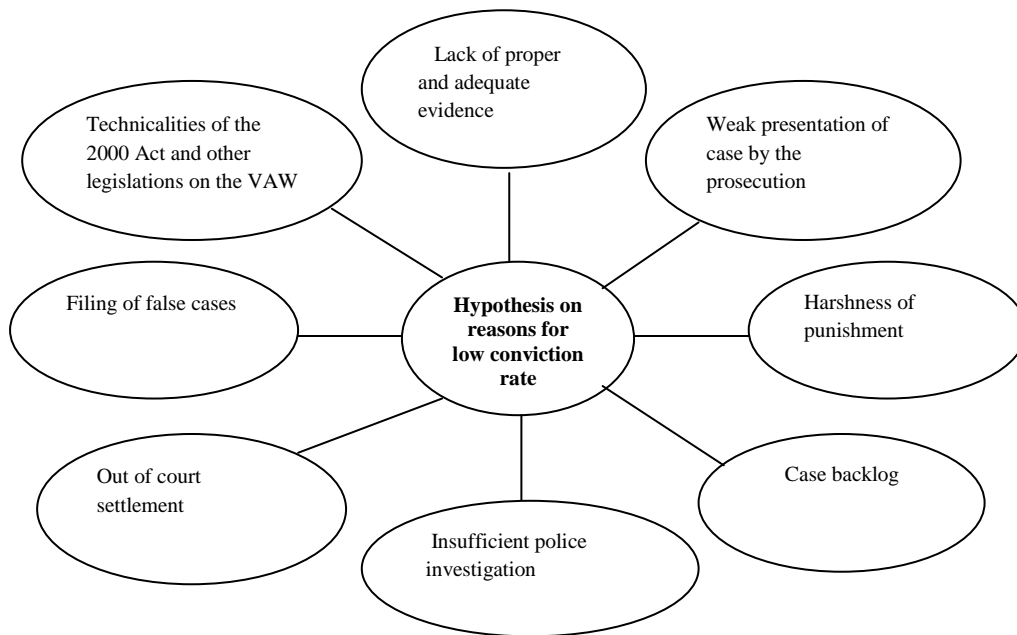 Lack of proper
and adequate
evidence
Technicalities of the
2000 Act and other
legislations on the VAW
Weak presentation of
case by the
prosecution
Filing of false cases
Hypothesis on
reasons for
low conviction
rate
Harshness of
punishment
Out of court
settlement
Case backlog
Insufficient police
investigation